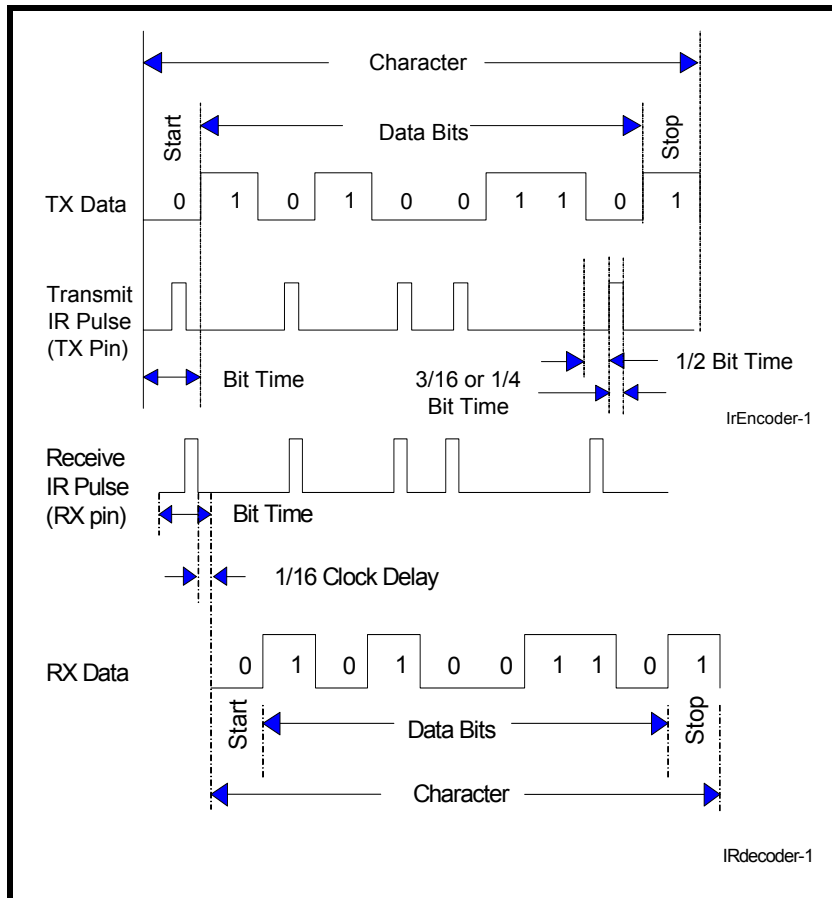 Character
Start
Data Bits
Stop
TX Data
0 1 0 1 0 0 1 1 0 1
Transmit
IR Pulse
(TX Pin)
Bit Time
3/16 or 1/4
Bit Time
1/2 Bit Time
IrEncoder-1
Receive
IR Pulse
(RX pin)
Bit Time
1/16 Clock Delay
RX Data
0 1 0 1 0 0 1 1 0 1
Start
Data Bits
Stop
Character
IRdecoder-1